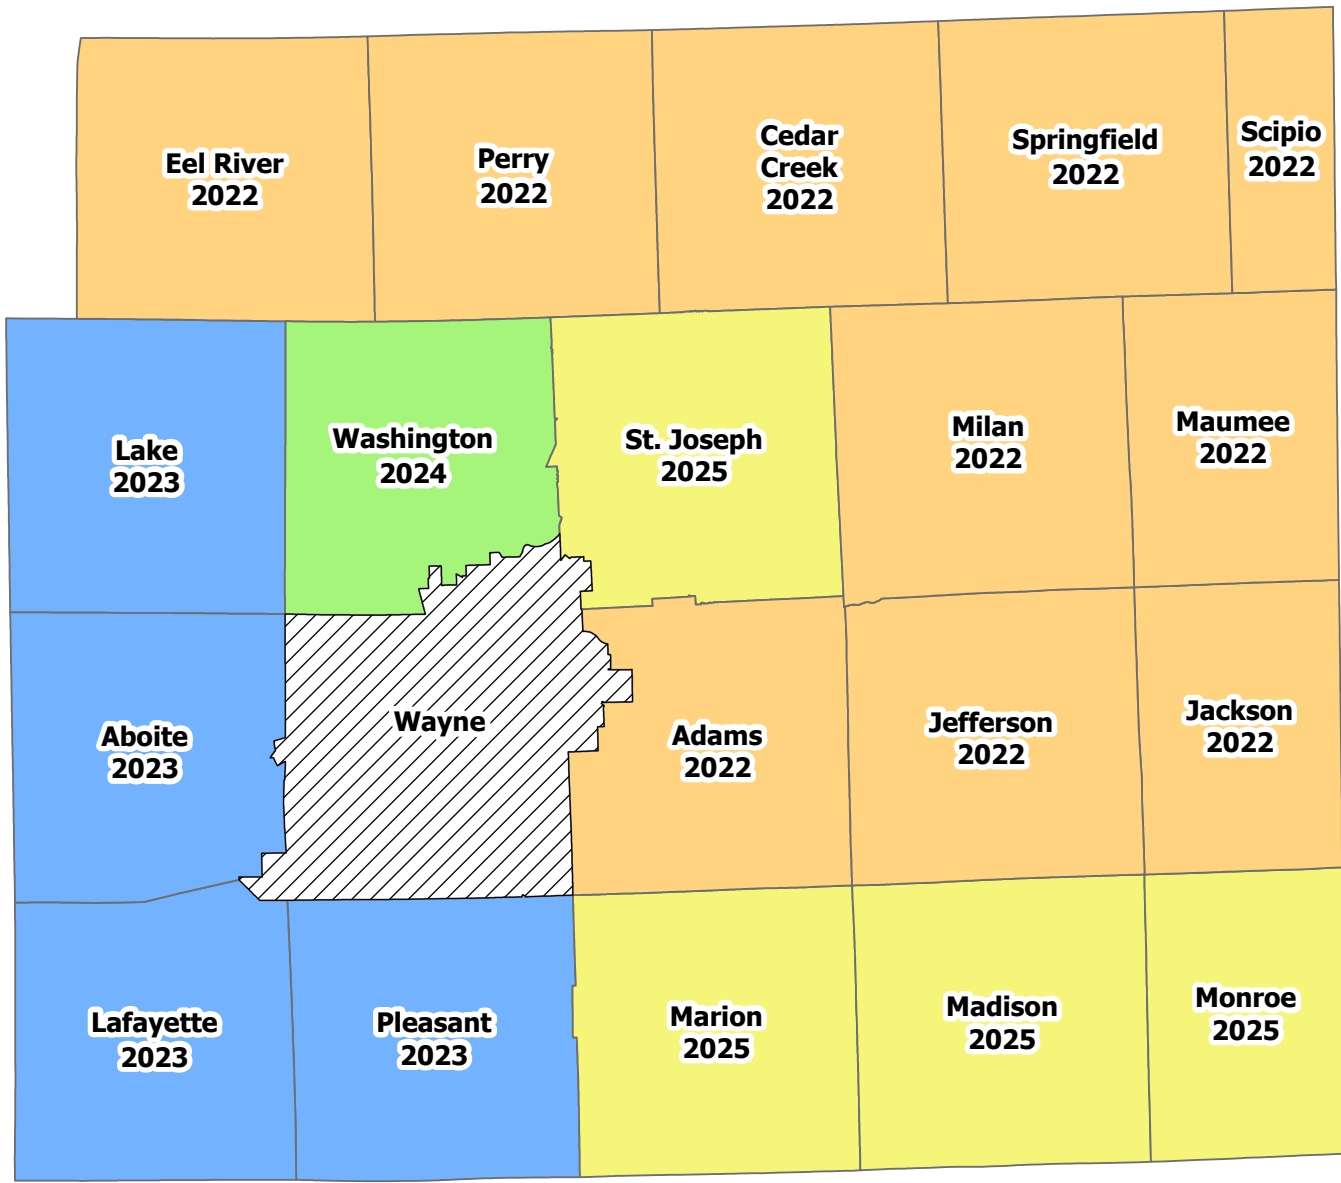 Eel River
2022
Perry
2022
Cedar
Creek
2022
Springfield
2022
Scipio
2022
Lake
2023
Washington
2024
St. Joseph
2025
Milan
2022
Maumee
2022
Aboite
2023
Wayne
Adams
2022
Jefferson
2022
Jackson
2022
Lafayette
2023
Pleasant
2023
Marion
2025
Madison
2025
Monroe
2025